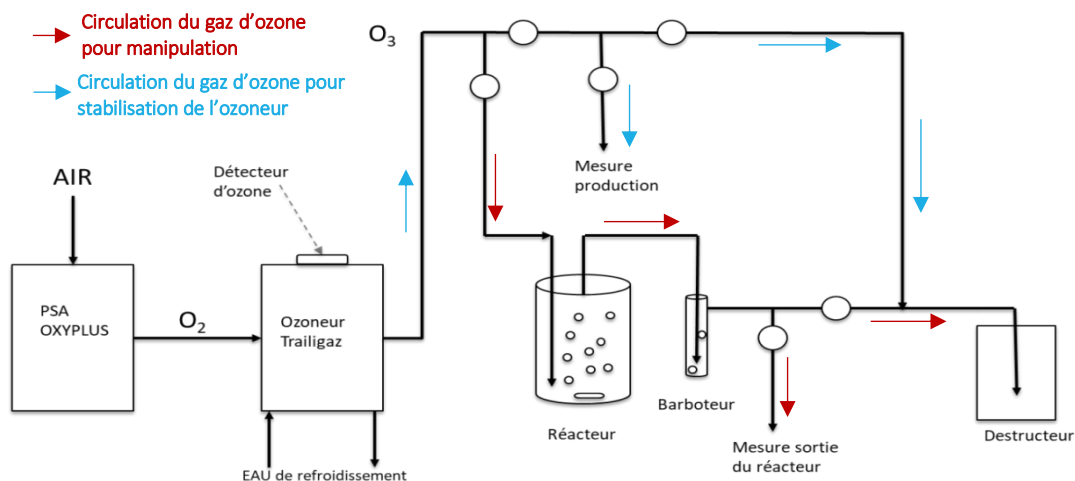 Circulation du gaz d’ozone
pour manipulation
Circulation du gaz d’ozone pour
stabilisation de l’ozoneur
O3
AIR
Détecteur
d’ozone
Mesure
production
PSA
OXYPLUS
O2
Ozoneur
Trailigaz
Réacteur
Barboteur
Mesure sortie
du réacteur
Destructeur
EAU de refroidissement